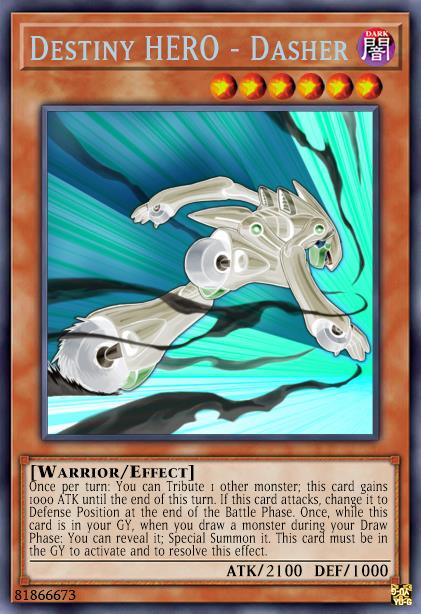 Destiny HERO - Dasher
DARK
闇
[Warrior/Effect]
Once per turn: You can Tribute 1 other monster; this card gains
1000 ATK until the end of this turn. If this card attacks, change it to
Defense Position at the end of the Battle Phase. Once, while this
card is in your GY, when you draw a monster during your Draw
Phase: You can reveal it; Special Summon it. This card must be in
the GY to activate and to resolve this effect.
ATK/2100 DEF/1000
81866673